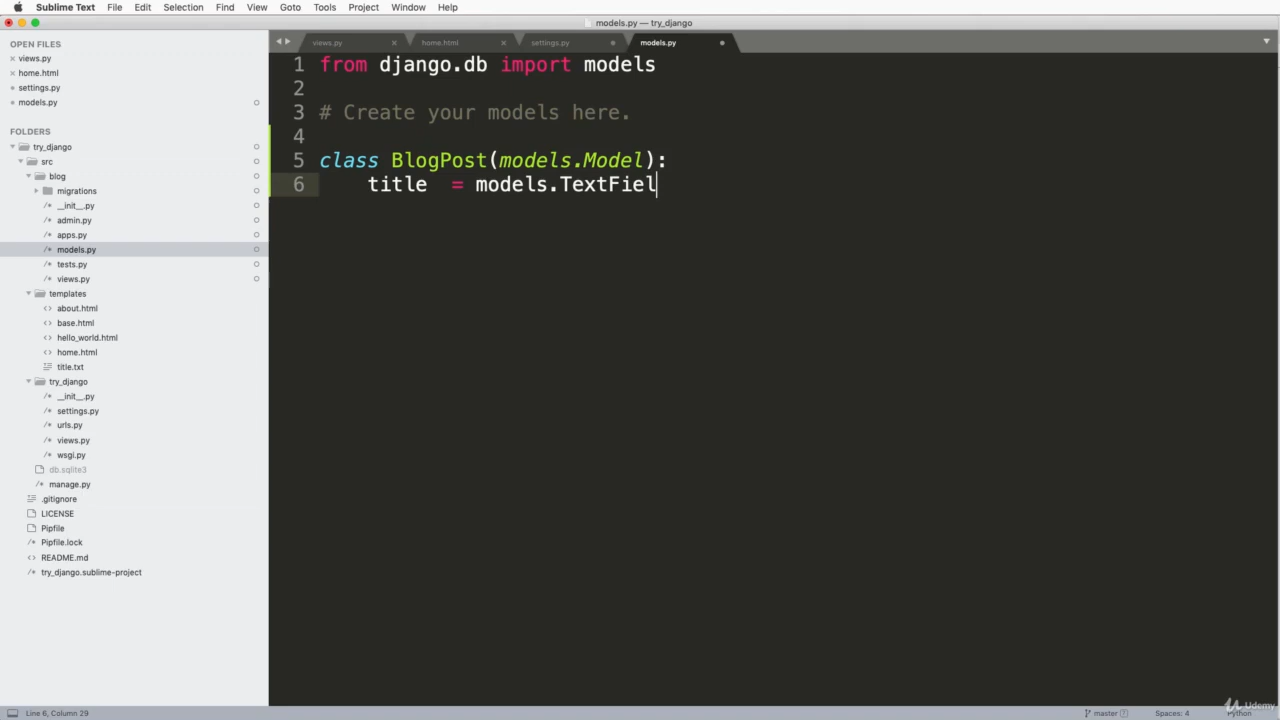 Sublime Text File Edit Selection Find View Goto Tools Project Window Help
models.py — try_django
OPEN FILES
views.py
home.html
settings.py
models.py
FOLDERS
try_django
src
blog
migrations
__init__.py
admin.py
apps.py
models.py
tests.py
views.py
templates
about.html
base.html
hello_world.html
home.html
title.txt
try_django
__init__.py
settings.py
urls.py
views.py
wsgi.py
db.sqlite3
manage.py
.gitignore
LICENSE
Pipfile
Pipfile.lock
README.md
try_django.sublime-project
views.py home.html settings.py models.py
1 from django.db import models
2
3 # Create your models here.
4
5 class BlogPost(models.Model):
6 title  = models.TextFiel
Line 6, Column 29 master 7 Spaces: 4 Python
Udemy